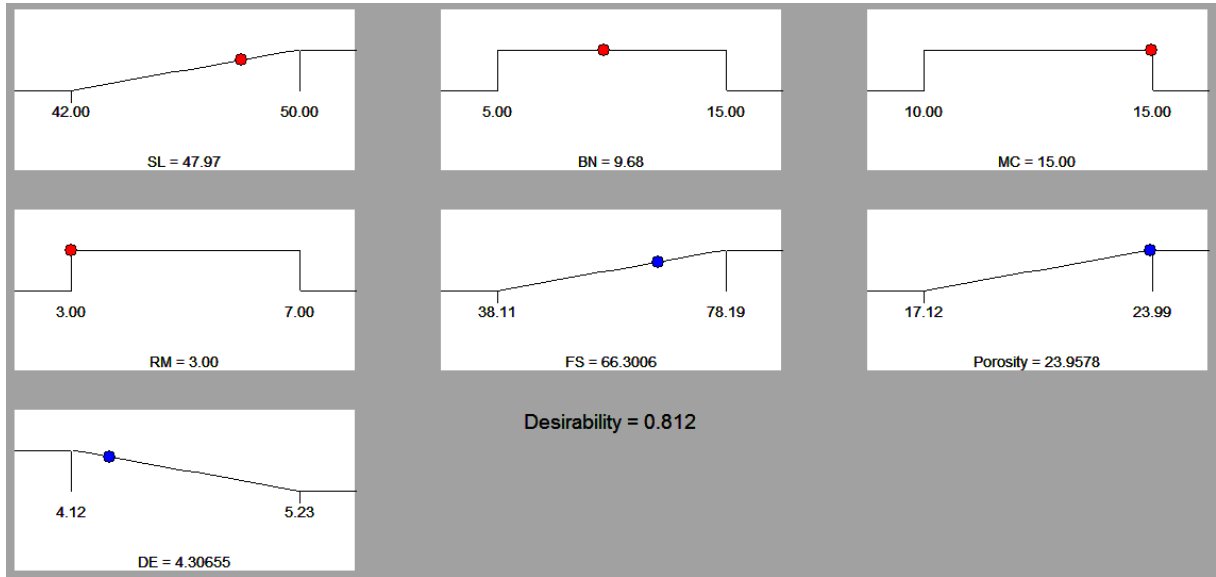 42.00 50.00
SL = 47.97
5.00 15.00
BN = 9.68
10.00 15.00
MC = 15.00
3.00 7.00
RM = 3.00
38.11 78.19
FS = 66.3006
17.12 23.99
Porosity = 23.9578
4.12 5.23
DE = 4.30655
Desirability = 0.812